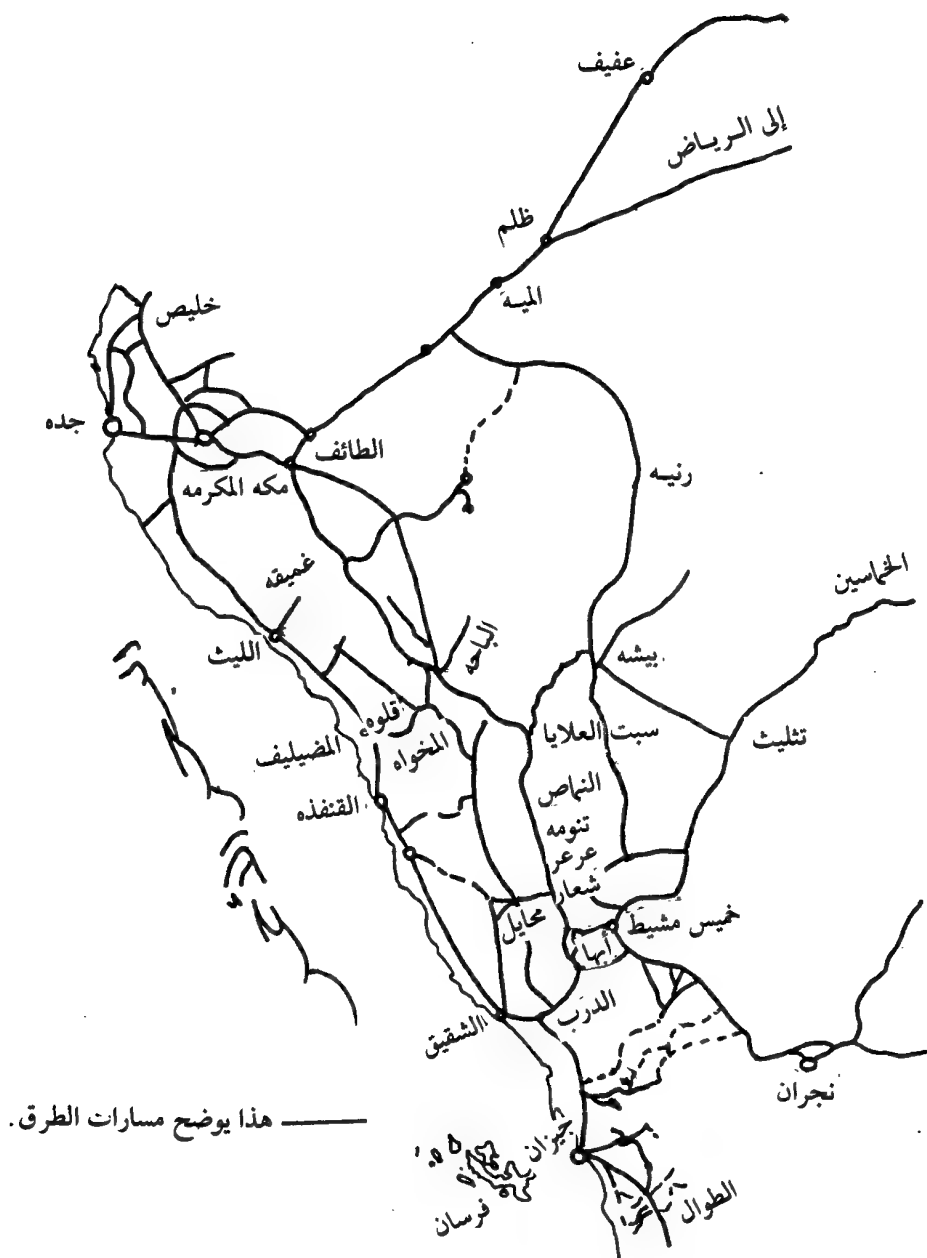 عفيف
إلى الرياض
ظلم
المية
خليص
جده
الطائف
مكه المكرمه
رنيه
غميقه
الخماسين
الليث
الباحه
بيشه
قلوه
المضيليف
المخواه
سبت العلايا
تثليث
القنفذه
النماص
تنومه
عرعر
شعار
محايل
خميس مشيط
أبها
الدرب
الشقيق
نجران
هذا يوضح مسارات الطرق.
جيزان
فرسان
الطوال